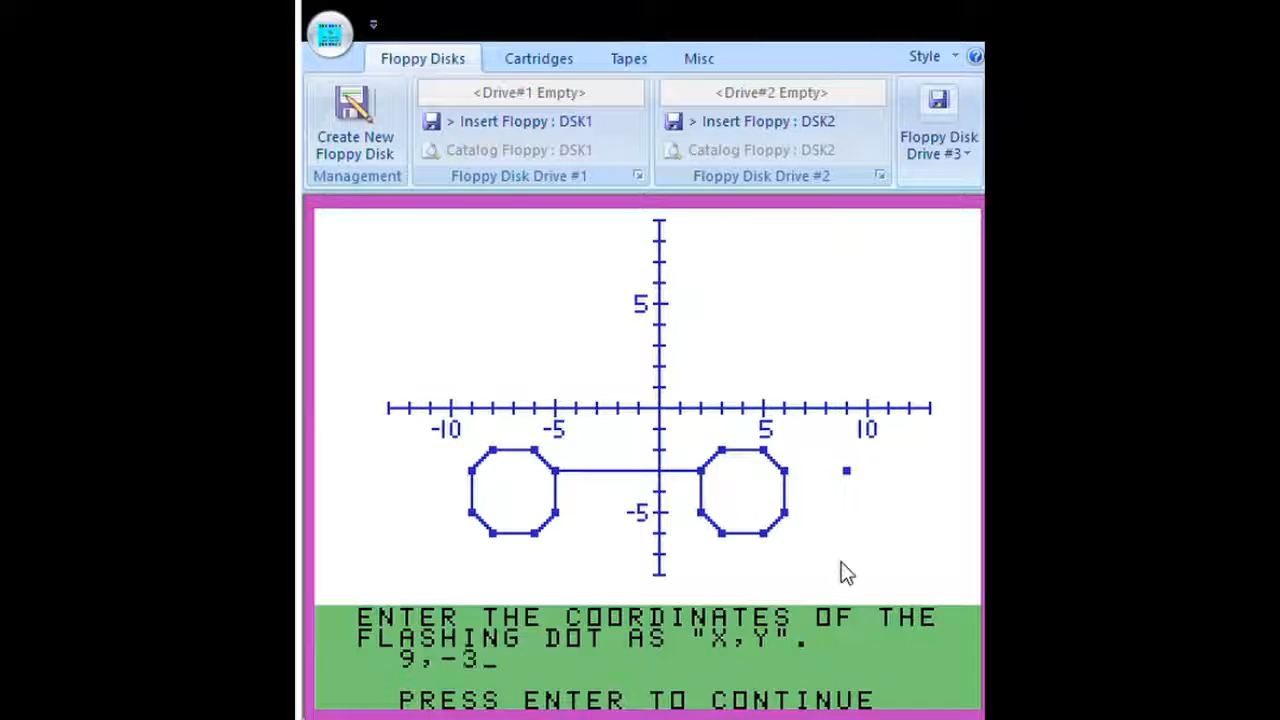 Floppy Disks Cartridges Tapes Misc Style
<Drive#1 Empty> <Drive#2 Empty>
> Insert Floppy : DSK1 > Insert Floppy : DSK2
Create New Floppy Disk
Catalog Floppy : DSK1 Catalog Floppy : DSK2
Floppy Disk Drive #3
Management Floppy Disk Drive #1 Floppy Disk Drive #2
5
-10 -5 5 10
-5
ENTER THE COORDINATES OF THE
FLASHING DOT AS "X,Y".
9,-3_
PRESS ENTER TO CONTINUE